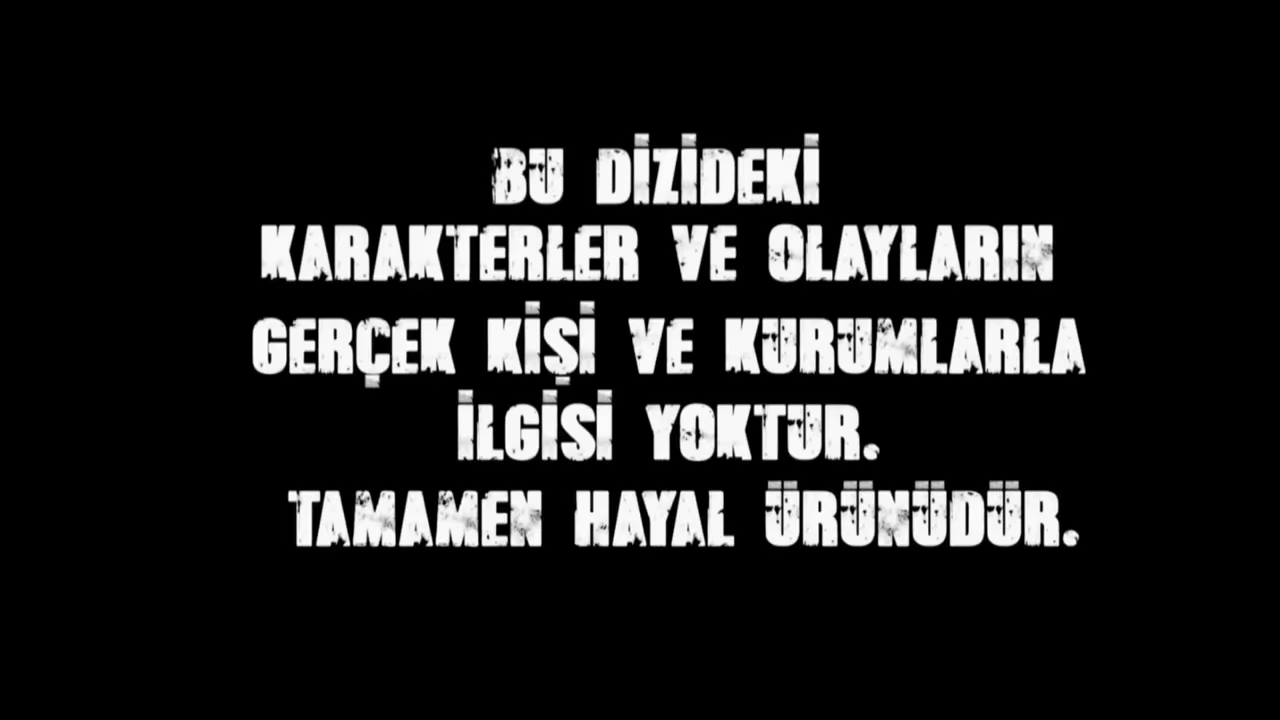 BU DİZİDEKİ
KARAKTERLER VE OLAYLARIN
GERÇEK KİŞİ VE KURUMLARLA
İLGİSİ YOKTUR.
TAMAMEN HAYAL ÜRÜNÜDÜR.